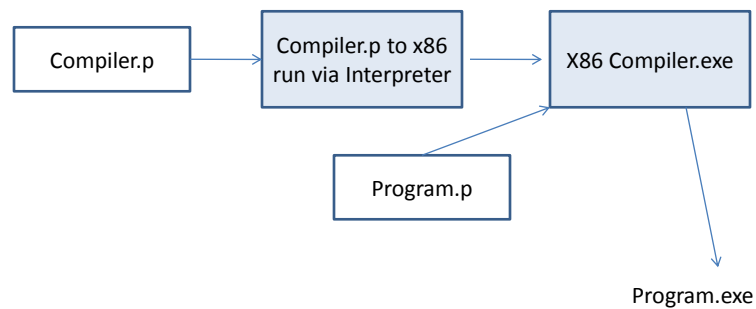 Compiler.p
Compiler.p to x86
run via Interpreter
X86 Compiler.exe
Program.p
Program.exe